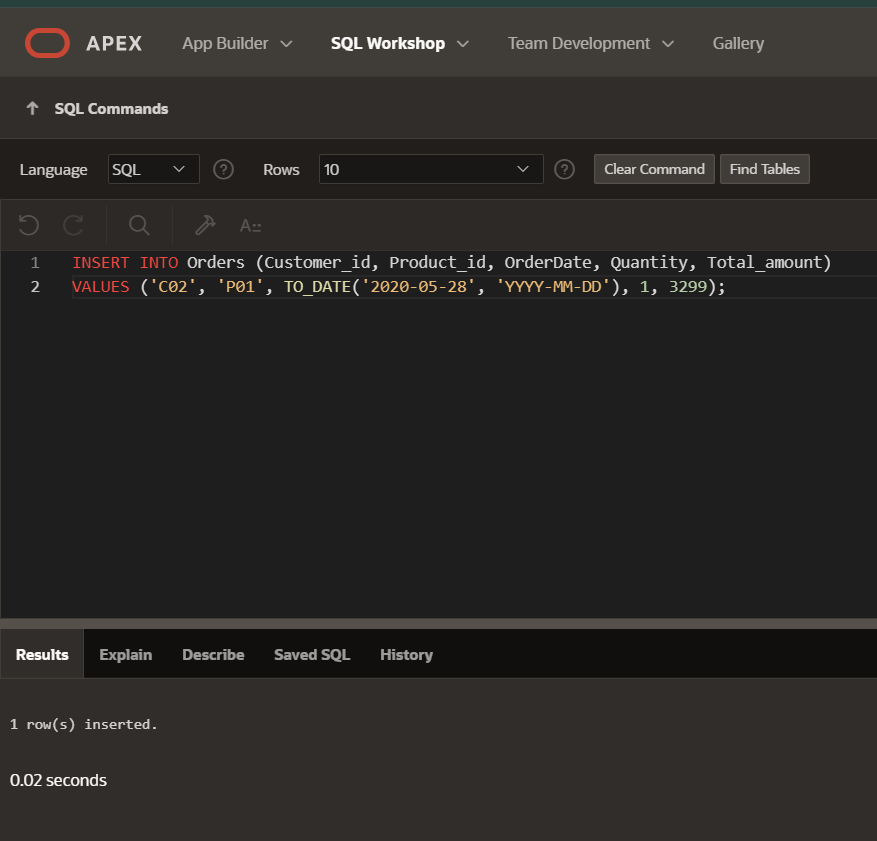 APEX App Builder SQL Workshop Team Development Gallery
SQL Commands
Language SQL ? Rows 10 ? Clear Command Find Tables
A::
1 INSERT INTO Orders (Customer_id, Product_id, OrderDate, Quantity, Total_amount)
2 VALUES ('C02', 'P01', TO_DATE('2020-05-28', 'YYYY-MM-DD'), 1, 3299);
Results Explain Describe Saved SQL History
1 row(s) inserted.
0.02 seconds